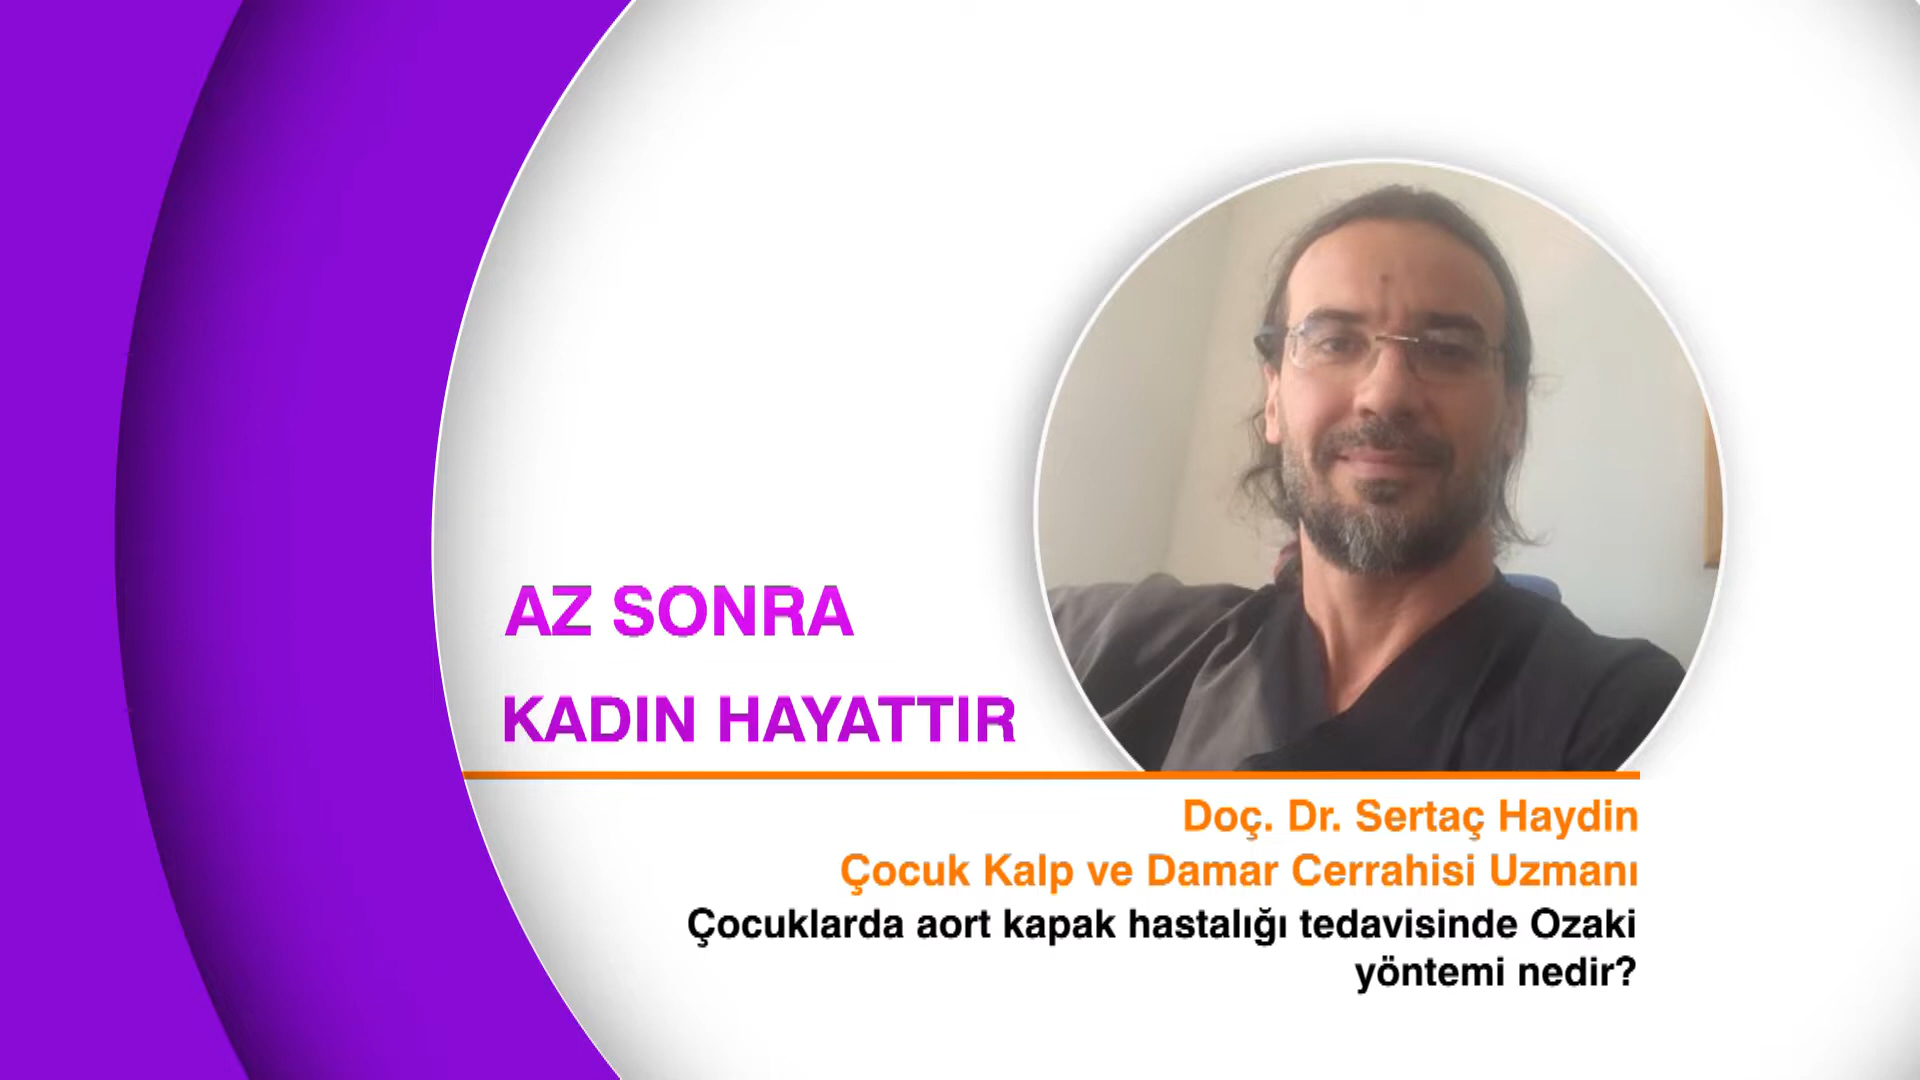 AZ SONRA
KADIN HAYATTIR
Doç. Dr. Sertaç Haydin
Çocuk Kalp ve Damar Cerrahisi Uzmanı
Çocuklarda aort kapak hastalığı tedavisinde Ozaki
yöntemi nedir?